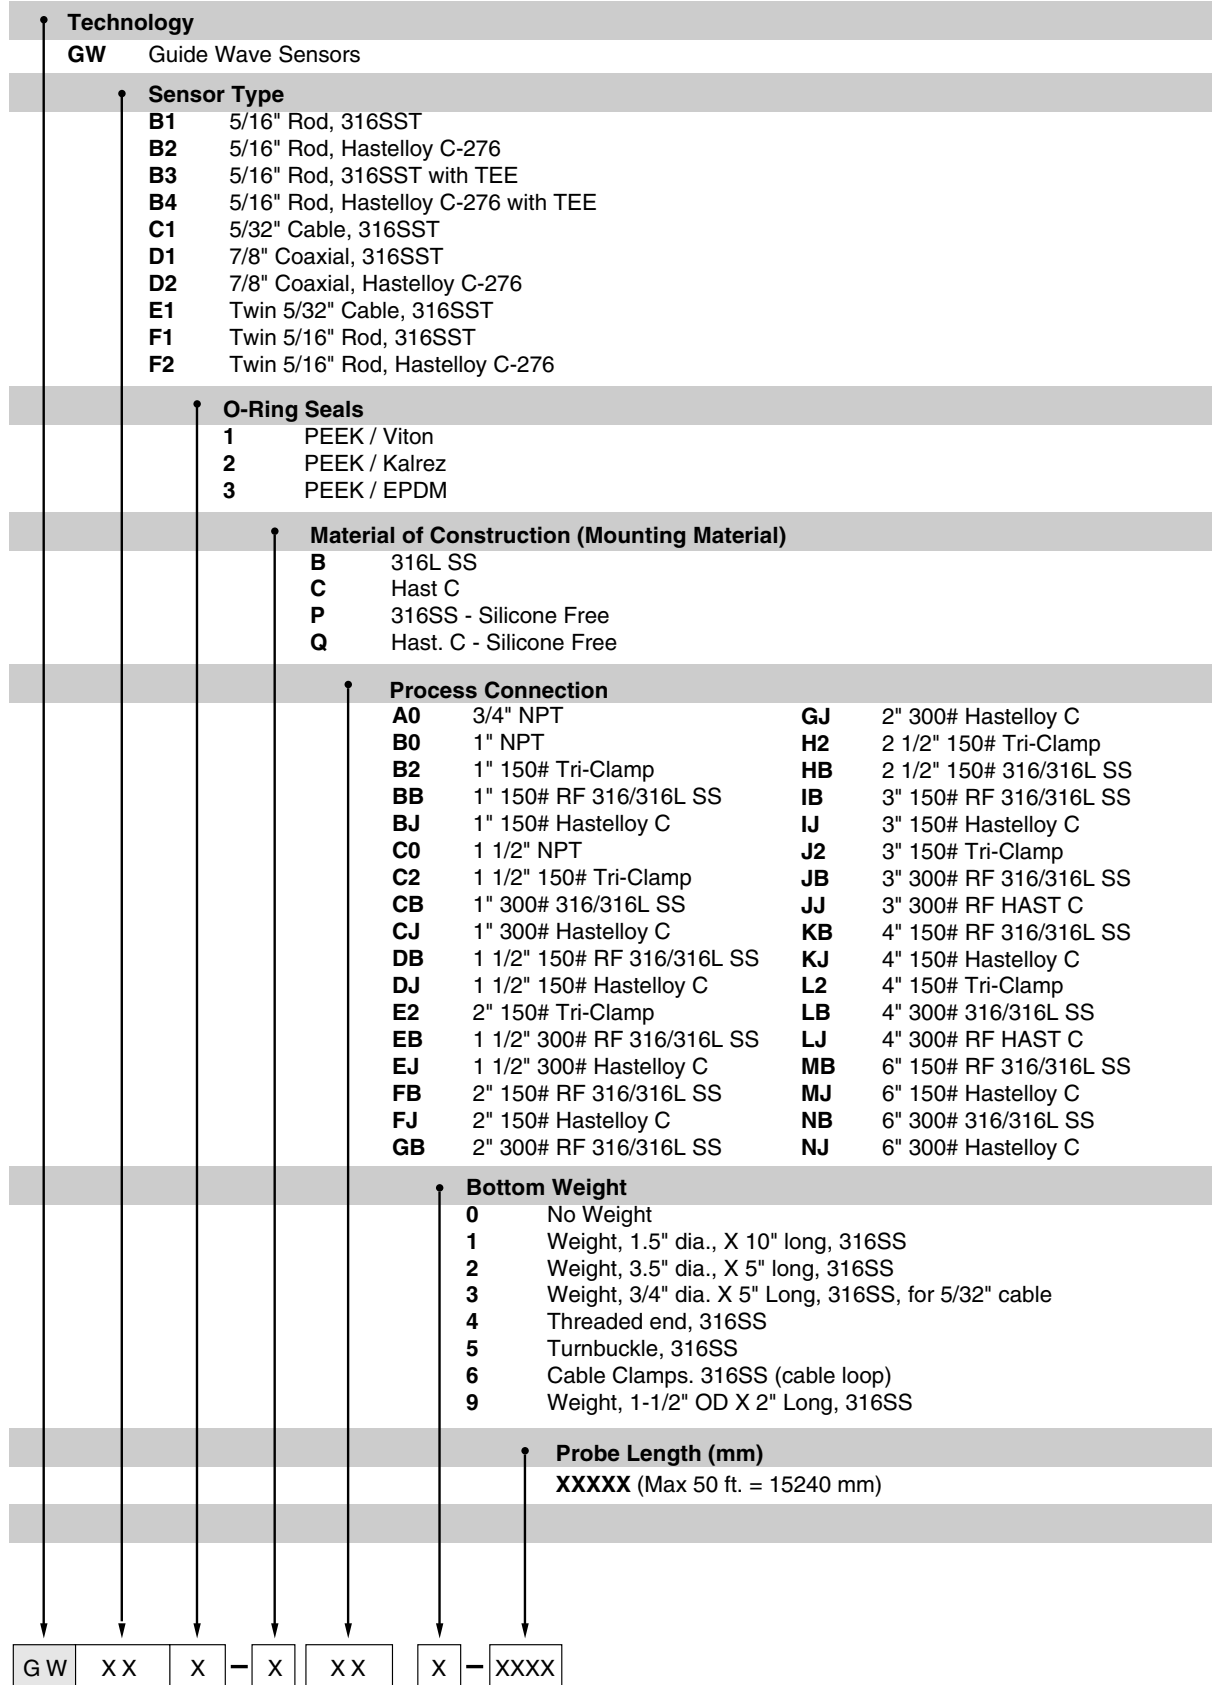 Technology
GW Guide Wave Sensors
Sensor Type
B1 5/16" Rod, 316SST
B2 5/16" Rod, Hastelloy C-276
B3 5/16" Rod, 316SST with TEE
B4 5/16" Rod, Hastelloy C-276 with TEE
C1 5/32" Cable, 316SST
D1 7/8" Coaxial, 316SST
D2 7/8" Coaxial, Hastelloy C-276
E1 Twin 5/32" Cable, 316SST
F1 Twin 5/16" Rod, 316SST
F2 Twin 5/16" Rod, Hastelloy C-276
O-Ring Seals
1 PEEK / Viton
2 PEEK / Kalrez
3 PEEK / EPDM
Material of Construction (Mounting Material)
B 316L SS
C Hast C
P 316SS - Silicone Free
Q Hast. C - Silicone Free
Process Connection
A0 3/4" NPT
B0 1" NPT
B2 1" 150# Tri-Clamp
BB 1" 150# RF 316/316L SS
BJ 1" 150# Hastelloy C
C0 1 1/2" NPT
C2 1 1/2" 150# Tri-Clamp
CB 1" 300# 316/316L SS
CJ 1" 300# Hastelloy C
DB 1 1/2" 150# RF 316/316L SS
DJ 1 1/2" 150# Hastelloy C
E2 2" 150# Tri-Clamp
EB 1 1/2" 300# RF 316/316L SS
EJ 1 1/2" 300# Hastelloy C
FB 2" 150# RF 316/316L SS
FJ 2" 150# Hastelloy C
GB 2" 300# RF 316/316L SS
GJ 2" 300# Hastelloy C
H2 2 1/2" 150# Tri-Clamp
HB 2 1/2" 150# 316/316L SS
IB 3" 150# RF 316/316L SS
IJ 3" 150# Hastelloy C
J2 3" 150# Tri-Clamp
JB 3" 300# RF 316/316L SS
JJ 3" 300# RF HAST C
KB 4" 150# RF 316/316L SS
KJ 4" 150# Hastelloy C
L2 4" 150# Tri-Clamp
LB 4" 300# 316/316L SS
LJ 4" 300# RF HAST C
MB 6" 150# RF 316/316L SS
MJ 6" 150# Hastelloy C
NB 6" 300# 316/316L SS
NJ 6" 300# Hastelloy C
Bottom Weight
0 No Weight
1 Weight, 1.5" dia., X 10" long, 316SS
2 Weight, 3.5" dia., X 5" long, 316SS
3 Weight, 3/4" dia. X 5" Long, 316SS, for 5/32" cable
4 Threaded end, 316SS
5 Turnbuckle, 316SS
6 Cable Clamps. 316SS (cable loop)
9 Weight, 1-1/2" OD X 2" Long, 316SS
Probe Length (mm)
XXXXX (Max 50 ft. = 15240 mm)
G W X X X – X X X X – XXXX